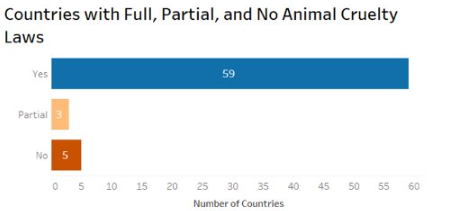 Countries with Full, Partial, and No Animal Cruelty
Laws
Yes
59
Partial
3
No
5
0 5 10 15 20 25 30 35 40 45 50 55 60
Number of Countries